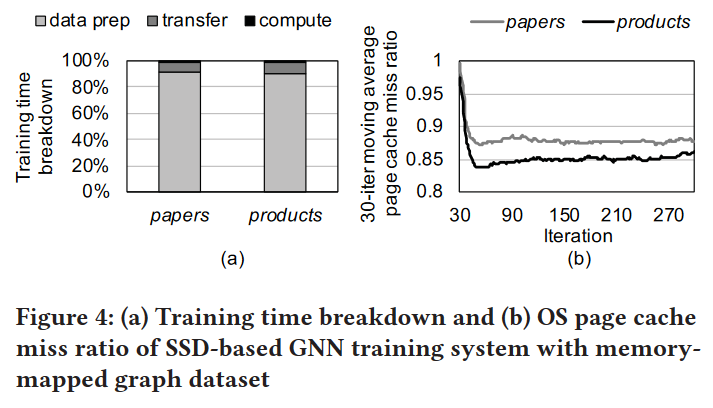 data prep transfer compute
Training time
breakdown
100%
80%
60%
40%
20%
0%
papers products
(a)
papers products
30-iter moving average
page cache miss ratio
1
0.95
0.9
0.85
0.8
30 90 150 210 270
Iteration
(b)
Figure 4: (a) Training time breakdown and (b) OS page cache
miss ratio of SSD-based GNN training system with memory-
mapped graph dataset